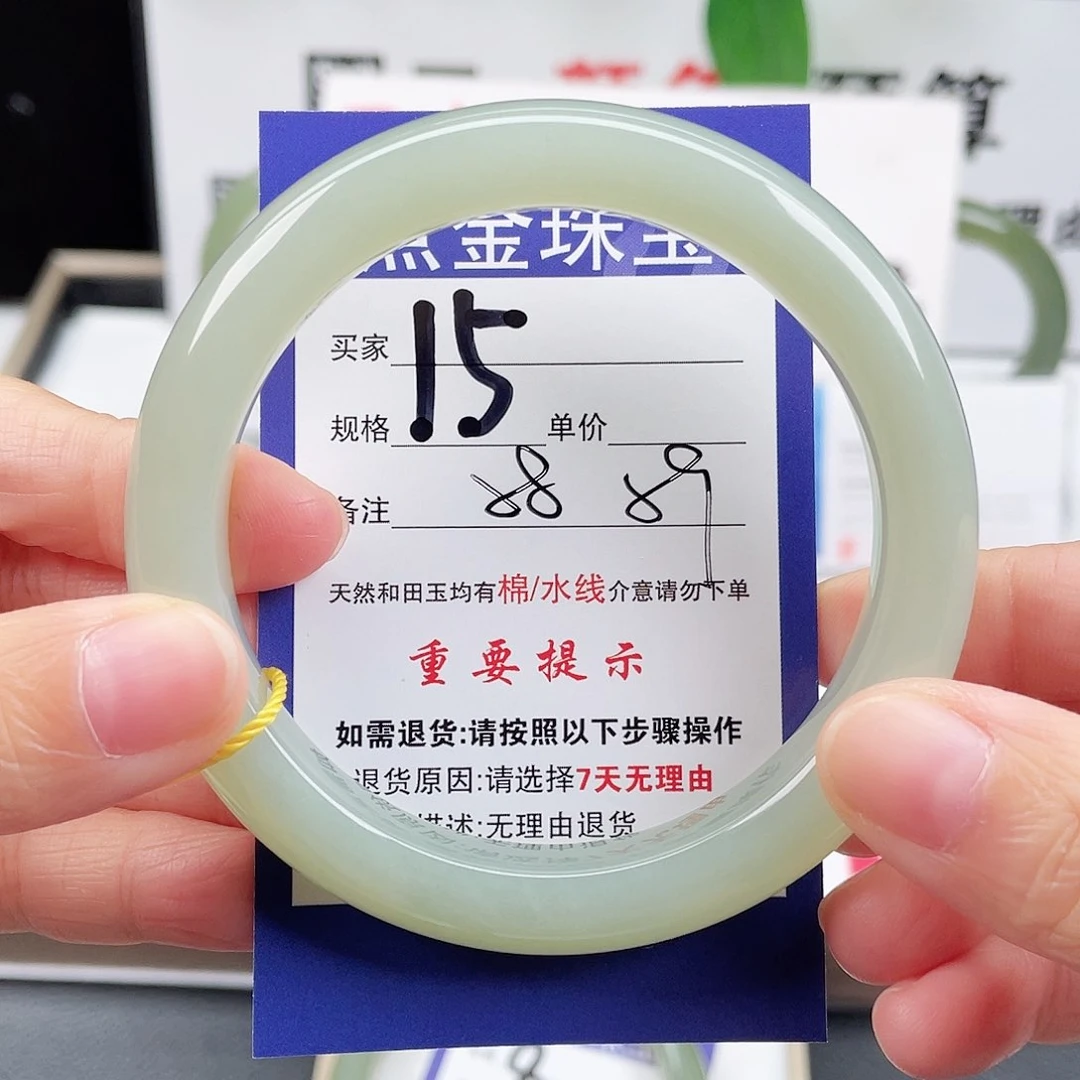 金珠宝
买家
15
规格 单价
备注 88 89
天然和田玉均有棉/水线介意请勿下单
重要提示
如需退货:请按照以下步骤操作
退货原因:请选择7天无理由
描述:无理由退货